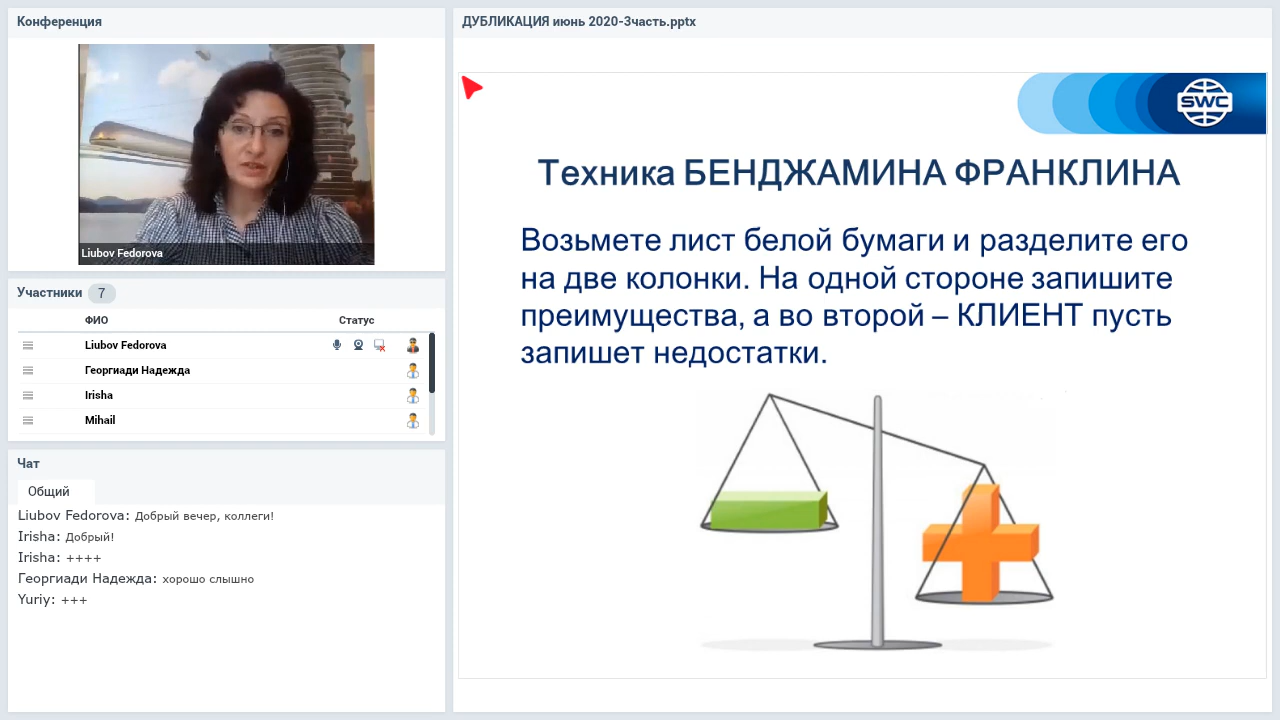 Конференция
Liubov Fedorova
Участники 7
ФИО Статус
Liubov Fedorova
Георгиади Надежда
Irisha
Mihail
Чат
Общий
Liubov Fedorova: Добрый вечер, коллеги!
Irisha: Добрый!
Irisha: ++++
Георгиади Надежда: хорошо слышно
Yuriy: +++
ДУБЛИКАЦИЯ июнь 2020-3часть.pptx
SWC
Техника БЕНДЖАМИНА ФРАНКЛИНА
Возьмете лист белой бумаги и разделите его
на две колонки. На одной стороне запишите
преимущества, а во второй – КЛИЕНТ пусть
запишет недостатки.